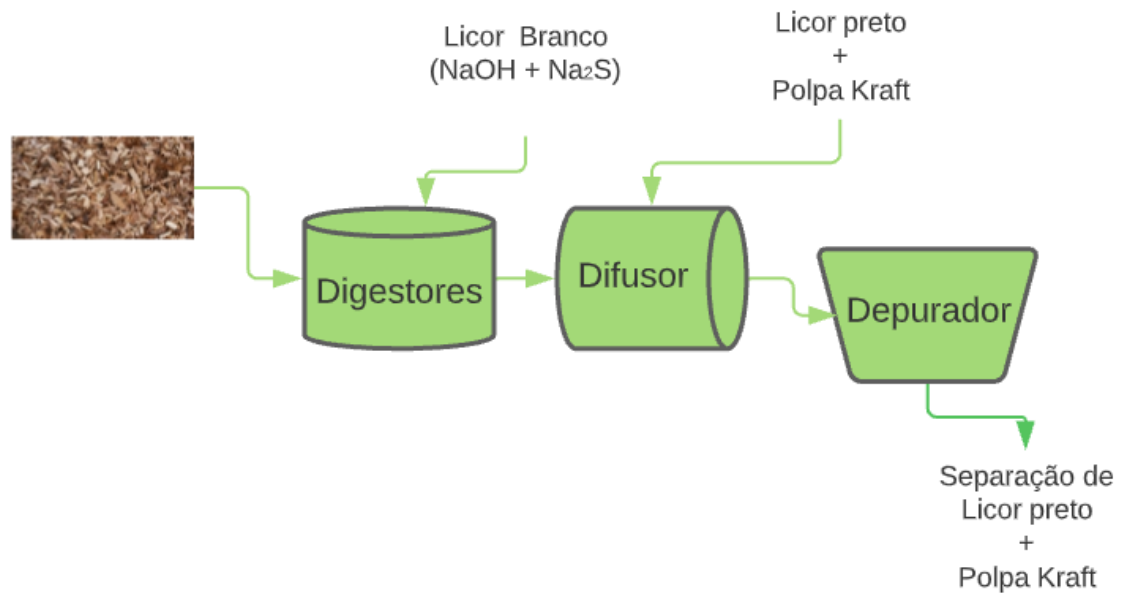 Licor Branco
(NaOH + Na₂S)
Licor preto
+
Polpa Kraft
Digestores
Difusor
Depurador
Separação de
Licor preto
+
Polpa Kraft